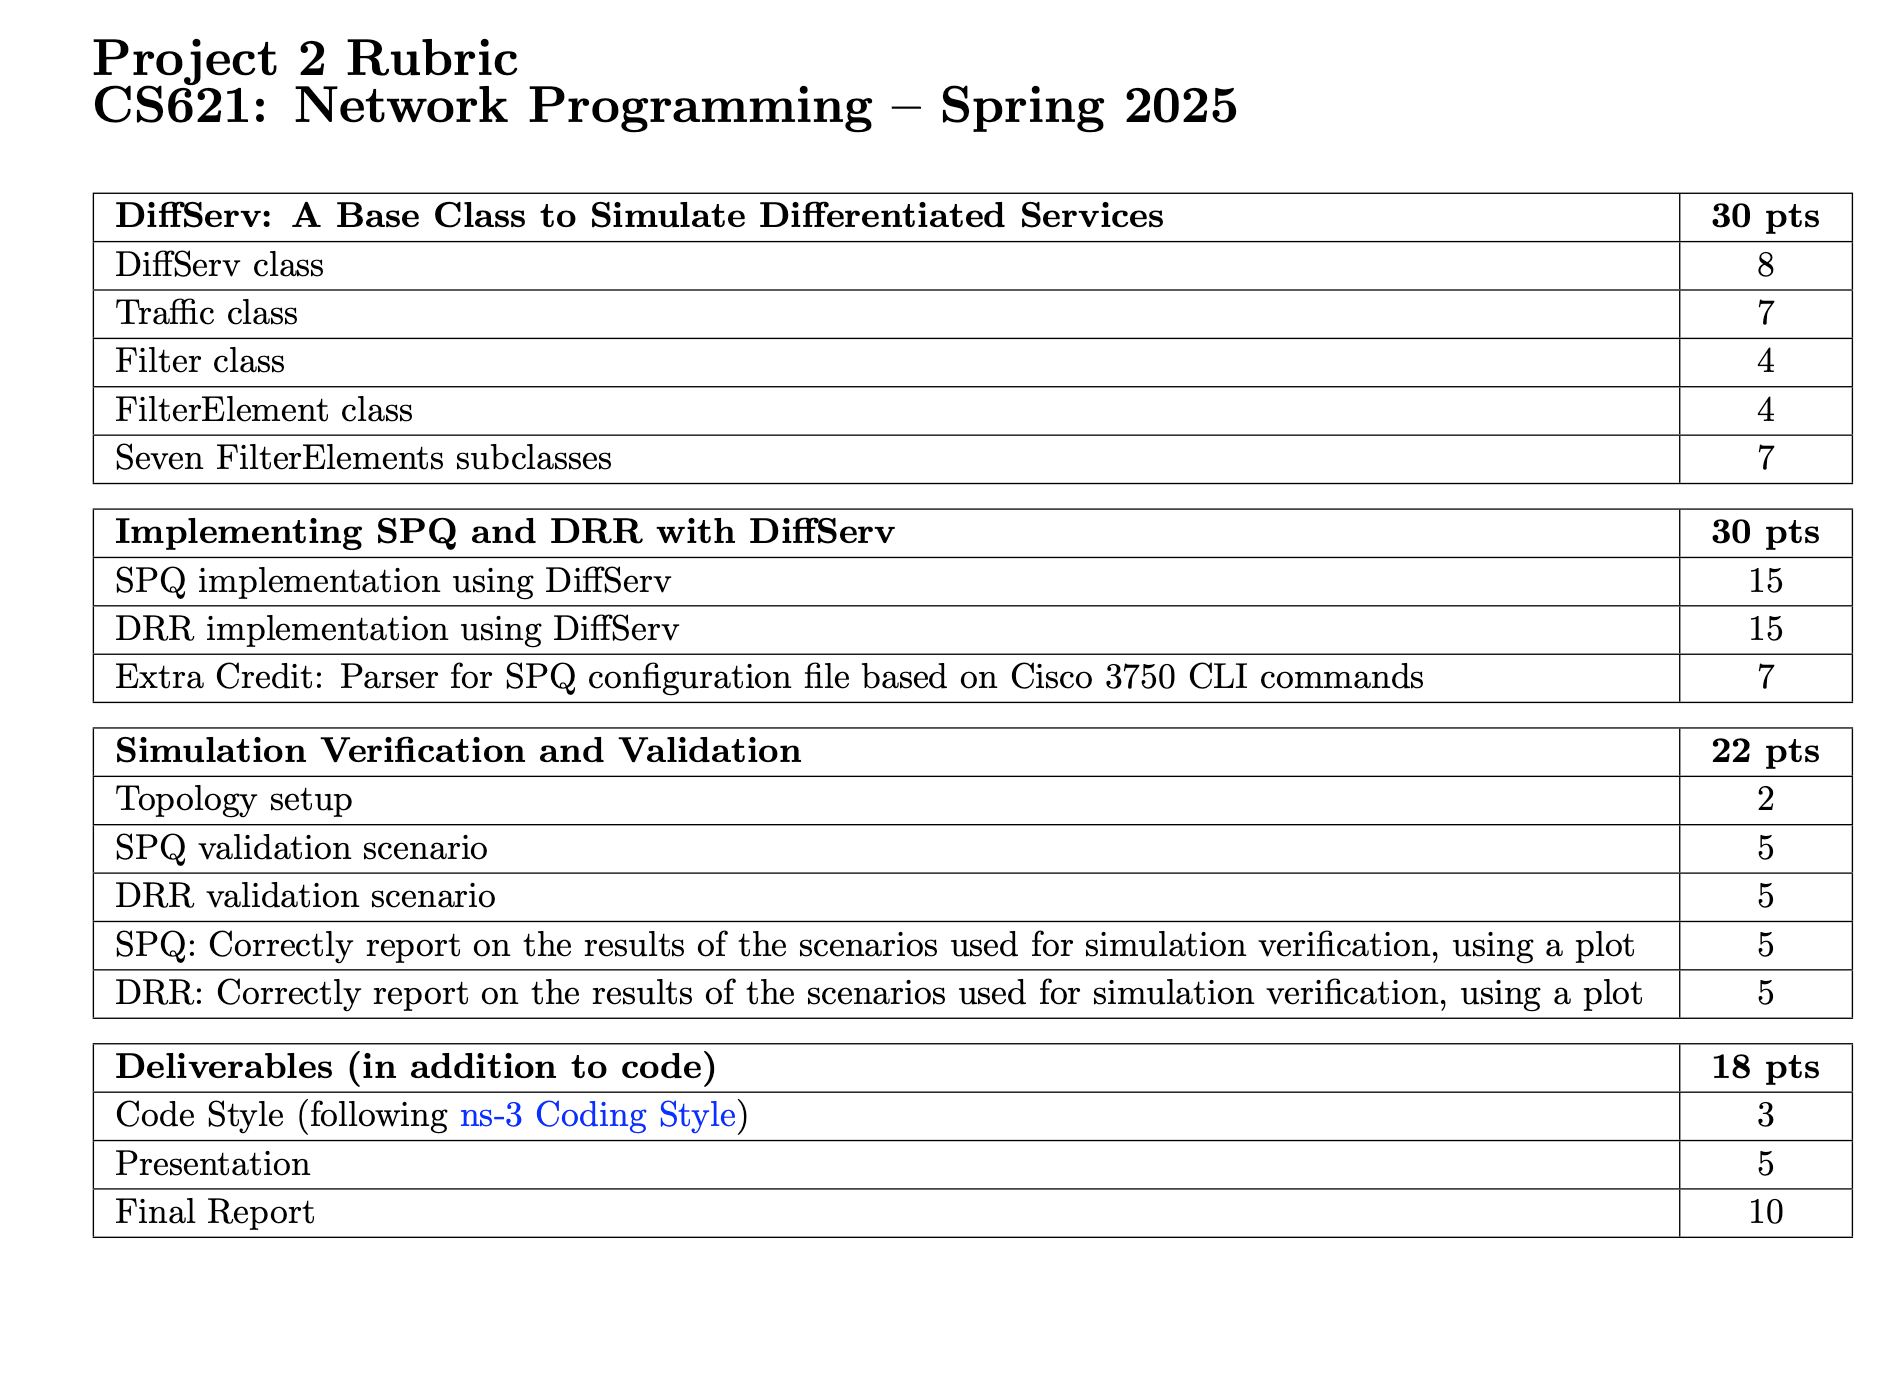 Project 2 Rubric
CS621: Network Programming – Spring 2025
DiffServ: A Base Class to Simulate Differentiated Services 30 pts
DiffServ class 8
Traffic class 7
Filter class 4
FilterElement class 4
Seven FilterElements subclasses 7
Implementing SPQ and DRR with DiffServ 30 pts
SPQ implementation using DiffServ 15
DRR implementation using DiffServ 15
Extra Credit: Parser for SPQ configuration file based on Cisco 3750 CLI commands 7
Simulation Verification and Validation 22 pts
Topology setup 2
SPQ validation scenario 5
DRR validation scenario 5
SPQ: Correctly report on the results of the scenarios used for simulation verification, using a plot 5
DRR: Correctly report on the results of the scenarios used for simulation verification, using a plot 5
Deliverables (in addition to code) 18 pts
Code Style (following ns-3 Coding Style) 3
Presentation 5
Final Report 10